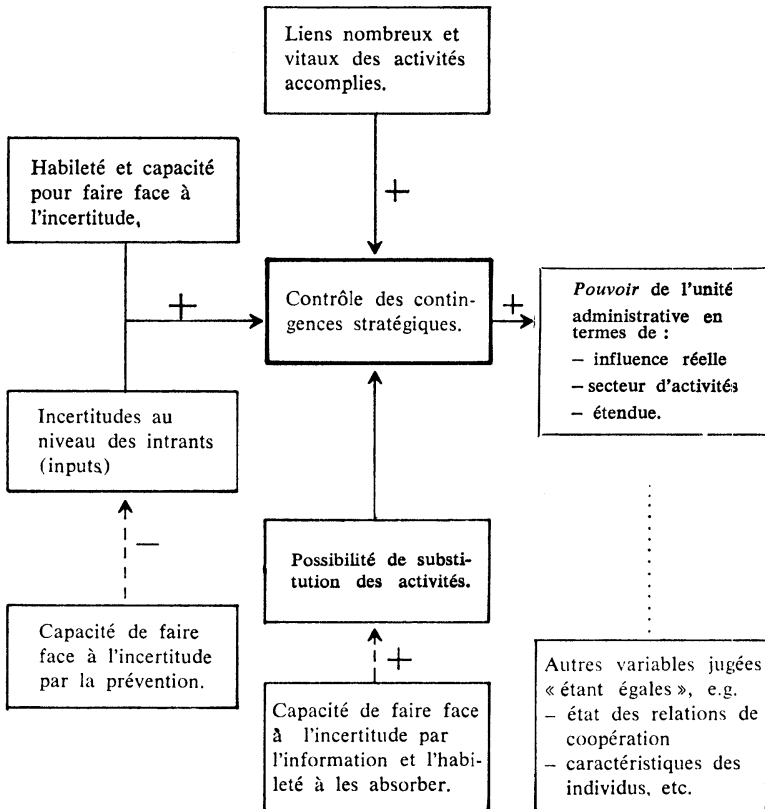 Liens nombreux et
vitaux des activités
accomplies.
Habileté et capacité
pour faire face à
l'incertitude,
+
+
Contrôle des contin-
gences stratégiques.
+
Pouvoir de l'unité
administrative en
termes de :
– influence réelle
– secteur d'activités
– étendue.
Incertitudes au
niveau des intrants
(inputs)
–
Possibilité de substi-
tution des activités.
Capacité de faire
face à l'incertitude
par la prévention.
+
Capacité de faire face
à l'incertitude par
l'information et l'habi-
leté à les absorber.
Autres variables jugées
« étant égales », e.g.
– état des relations de
coopération
– caractéristiques des
individus, etc.